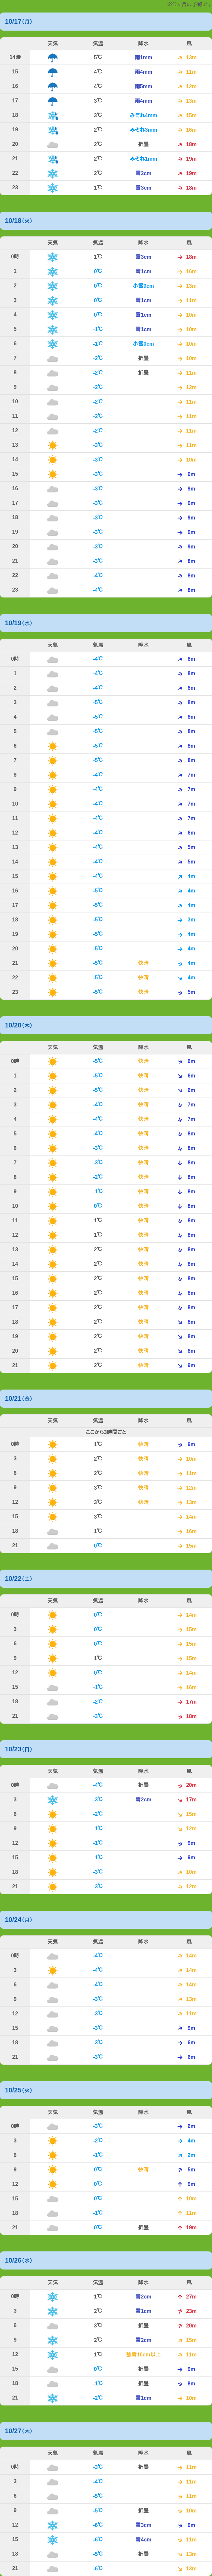 10/17(月)
天気 気温 降水 風
14時 5℃ 雨1mm 13m
15 4℃ 雨4mm 11m
16 4℃ 雨5mm 12m
17 3℃ 雨4mm 13m
18 3℃ みぞれ4mm 15m
19 2℃ みぞれ3mm 16m
20 2℃ 折曇 18m
21 2℃ みぞれ1mm 19m
22 2℃ 雪2cm 19m
23 1℃ 雪3cm 18m
10/18(火)
天気 気温 降水 風
0時 1℃ 雪3cm 18m
1 0℃ 雪1cm 16m
2 0℃ 小雪0cm 13m
3 0℃ 雪1cm 11m
4 0℃ 雪1cm 10m
5 -1℃ 雪1cm 10m
6 -1℃ 小雪0cm 10m
7 -2℃ 折曇 10m
8 -2℃ 折曇 11m
9 -2℃ 12m
10 -2℃ 11m
11 -2℃ 11m
12 -2℃ 11m
13 -3℃ 11m
14 -3℃ 10m
15 -3℃ 9m
16 -3℃ 9m
17 -3℃ 9m
18 -3℃ 9m
19 -3℃ 9m
20 -3℃ 9m
21 -3℃ 8m
22 -4℃ 8m
23 -4℃ 8m
10/19(水)
天気 気温 降水 風
0時 -4℃ 8m
1 -4℃ 8m
2 -4℃ 8m
3 -5℃ 8m
4 -5℃ 8m
5 -5℃ 8m
6 -5℃ 8m
7 -5℃ 8m
8 -4℃ 7m
9 -4℃ 7m
10 -4℃ 7m
11 -4℃ 7m
12 -4℃ 6m
13 -4℃ 5m
14 -4℃ 5m
15 -4℃ 4m
16 -5℃ 4m
17 -5℃ 4m
18 -5℃ 3m
19 -5℃ 4m
20 -5℃ 4m
21 -5℃ 快晴 4m
22 -5℃ 快晴 4m
23 -5℃ 快晴 5m
10/20(木)
天気 気温 降水 風
0時 -5℃ 快晴 6m
1 -5℃ 快晴 6m
2 -5℃ 快晴 6m
3 -4℃ 快晴 7m
4 -4℃ 快晴 7m
5 -4℃ 快晴 8m
6 -3℃ 快晴 8m
7 -3℃ 快晴 8m
8 -2℃ 快晴 8m
9 -1℃ 快晴 8m
10 0℃ 快晴 8m
11 1℃ 快晴 8m
12 1℃ 快晴 8m
13 2℃ 快晴 8m
14 2℃ 快晴 8m
15 2℃ 快晴 8m
16 2℃ 快晴 8m
17 2℃ 快晴 8m
18 2℃ 快晴 8m
19 2℃ 快晴 8m
20 2℃ 快晴 8m
21 2℃ 快晴 9m
10/21(金)
天気 気温 降水 風
ここから3時間ごと
0時 1℃ 快晴 9m
3 2℃ 快晴 10m
6 2℃ 快晴 11m
9 3℃ 快晴 12m
12 3℃ 快晴 13m
15 3℃ 14m
18 1℃ 16m
21 0℃ 15m
10/22(土)
天気 気温 降水 風
0時 0℃ 14m
3 0℃ 15m
6 0℃ 15m
9 1℃ 15m
12 0℃ 14m
15 -1℃ 16m
18 -2℃ 17m
21 -3℃ 18m
10/23(日)
天気 気温 降水 風
0時 -4℃ 折曇 20m
3 -3℃ 雪2cm 17m
6 -2℃ 15m
9 -1℃ 12m
12 -1℃ 9m
15 -1℃ 9m
18 -3℃ 10m
21 -3℃ 12m
10/24(月)
天気 気温 降水 風
0時 -4℃ 14m
3 -4℃ 14m
6 -4℃ 14m
9 -3℃ 13m
12 -3℃ 11m
15 -3℃ 9m
18 -3℃ 6m
21 -3℃ 6m
10/25(火)
天気 気温 降水 風
0時 -3℃ 6m
3 -2℃ 4m
6 -1℃ 2m
9 0℃ 快晴 5m
12 0℃ 9m
15 0℃ 10m
18 -1℃ 11m
21 0℃ 折曇 19m
10/26(水)
天気 気温 降水 風
0時 1℃ 雪2cm 27m
3 2℃ 雪1cm 23m
6 3℃ 折曇 20m
9 2℃ 雪2cm 15m
12 1℃ 強雪10cm以上 11m
15 0℃ 折曇 9m
18 -1℃ 折曇 8m
21 -2℃ 雪1cm 10m
10/27(木)
天気 気温 降水 風
0時 -3℃ 折曇 11m
3 -4℃ 11m
6 -5℃ 11m
9 -5℃ 折曇 10m
12 -6℃ 雪3cm 9m
15 -6℃ 雪4cm 11m
18 -5℃ 折曇 13m
21 -6℃ 13m